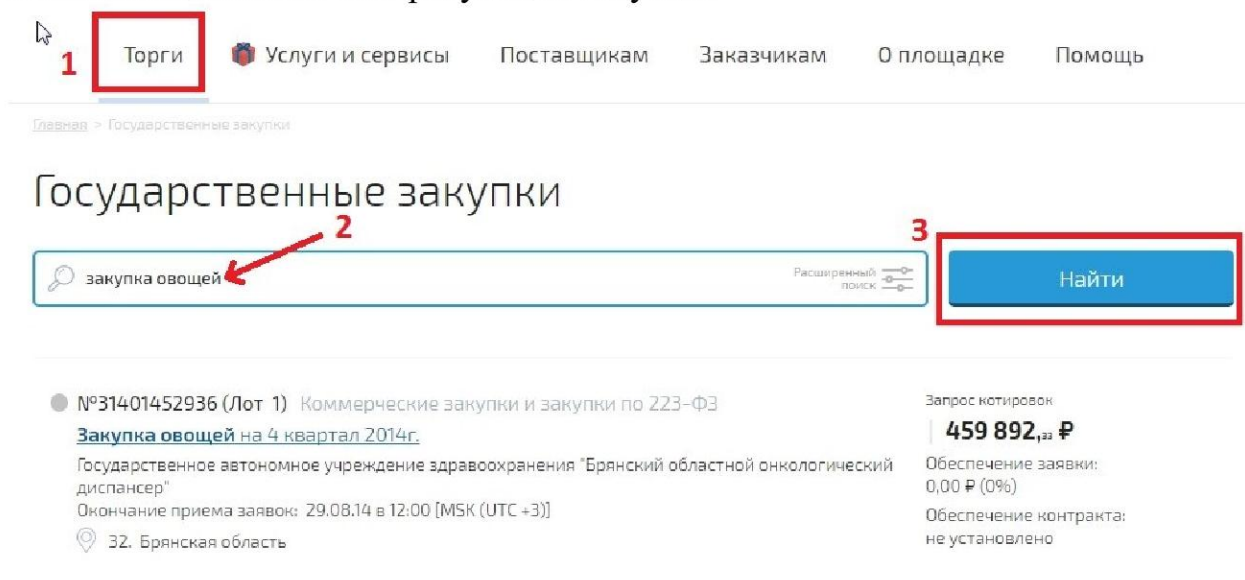 1 Торги Услуги и сервисы Поставщикам Заказчикам О площадке Помощь
Главная > Государственные закупки
Государственные закупки
2
3
закупка овощей
Расширенный
поиск
Найти
№31401452936 (Лот 1) Коммерческие закупки и закупки по 223-ФЗ
Запрос котировок
Закупка овощей на 4 квартал 2014г.
459 892, ₽
Государственное автономное учреждение здравоохранения "Брянский областной онкологический
диспансер"
Обеспечение заявки:
0,00 ₽ (0%)
Окончание приема заявок: 29.08.14 в 12:00 [MSK (UTC +3)]
Обеспечение контракта:
не установлено
32. Брянская область